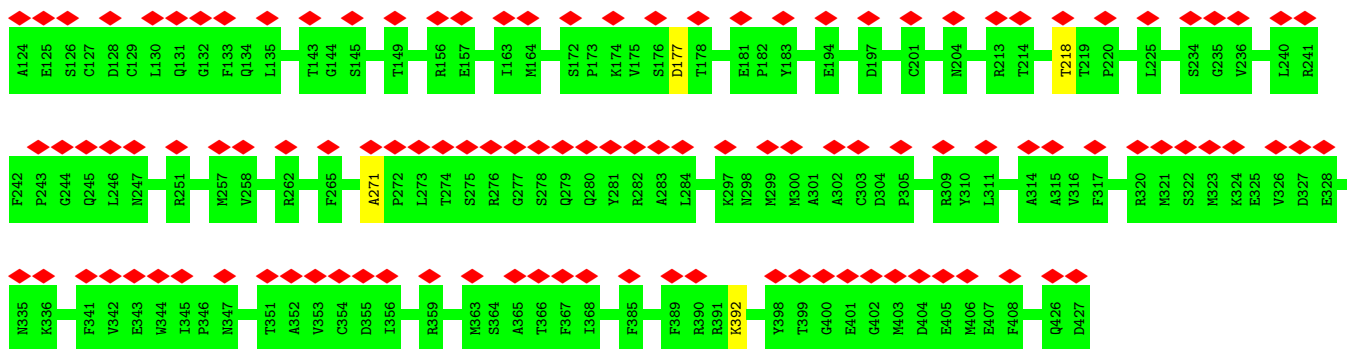 A124 E125 S126 C127 D128 C129 L130 Q131 G132 F133 Q134 L135 T143 G144 S145 T149 R156 E157 I163 M164 S172 P173 K174 V175 S176 D177 T178 E181 P182 Y183 E194 D197 C201 N204 R213 T214 T218 T219 P220 L225 S234 G235 V236 L240 R241
F242 P243 G244 Q245 L246 N247 R251 M257 V258 R262 F265 A271 P272 L273 T274 S275 R276 G277 S278 Q279 Q280 Y281 R282 A283 L284 K297 N298 M299 M300 A301 A302 C303 D304 P305 R309 Y310 L311 A314 A315 V316 F317 R320 M321 S322 M323 K324 E325 V326 D327 E328
N335 K336 F341 V342 E343 W344 I345 P346 N347 T351 A352 V353 C354 D355 I356 R359 M363 S364 A365 T366 F367 I368 F385 F389 R390 R391 K392 Y398 T399 G400 E401 G402 M403 D404 E405 M406 E407 F408 Q426 D427